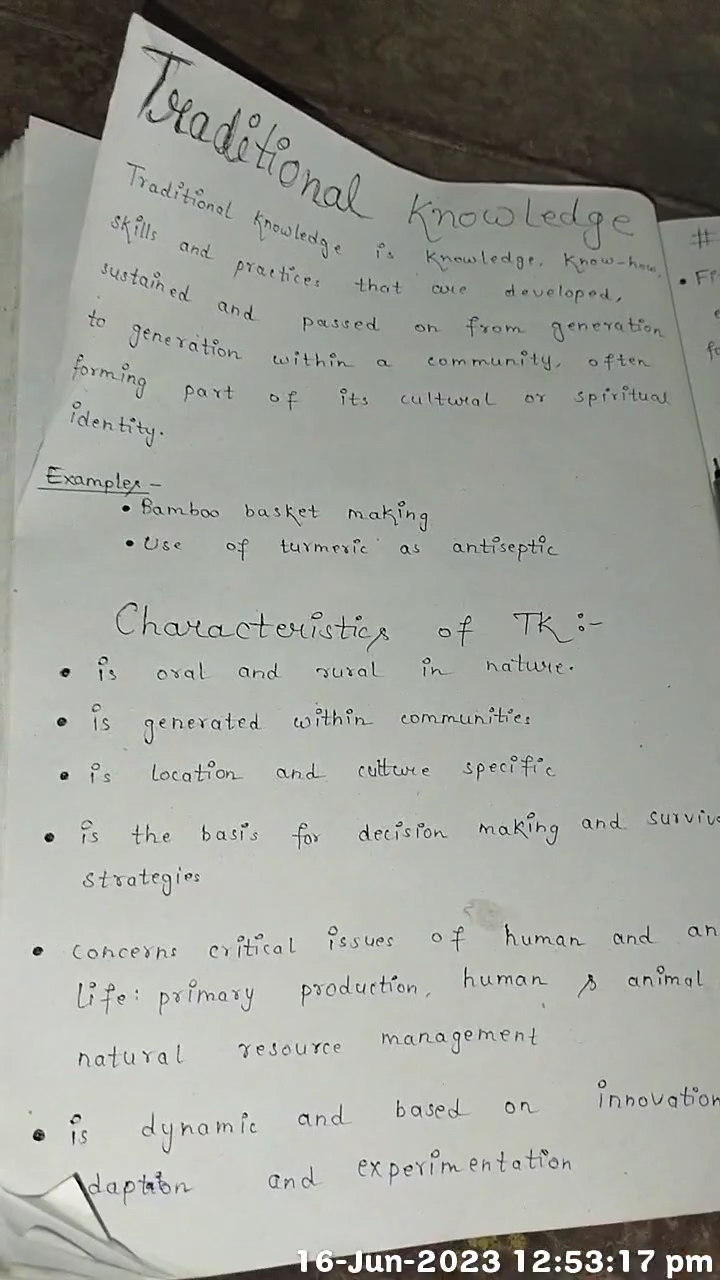 Traditional Knowledge
Traditional Knowledge is knowledge, know-how,
skills and practices that are developed,
sustained and passed on from generation
to generation within a community, often
forming part of its cultural or spiritual
identity.
Examples -
• Bamboo basket making
• Use of turmeric as antiseptic
Characteristics of TK :-
• is oral and rural in nature.
• is generated within communities
• is location and culture specific
• is the basis for decision making and surviv
strategies
• concerns critical issues of human and an
life: primary production, human & animal
natural resource management
• is dynamic and based on innovation
daption and experimentation
#
•
16-Jun-2023 12:53:17 pm